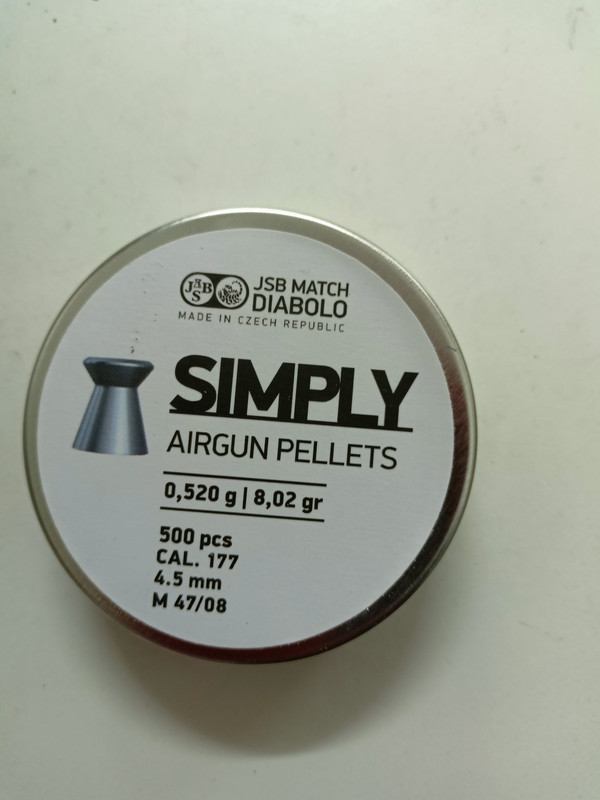 JSB
JSB MATCH
DIABOLO
MADE IN CZECH REPUBLIC
SIMPLY
AIRGUN PELLETS
0,520 g | 8,02 gr
500 pcs
CAL. 177
4.5 mm
M 47/08